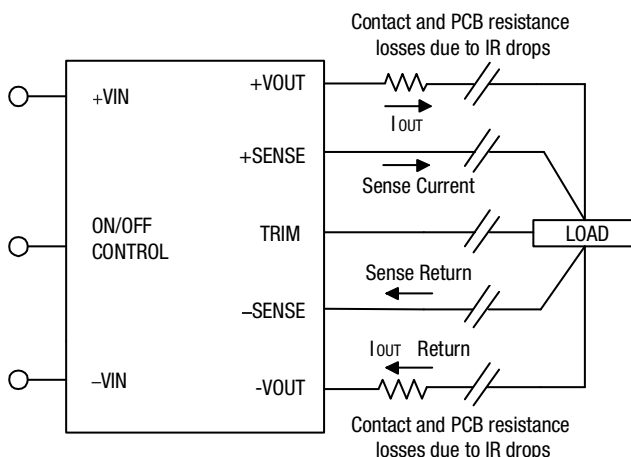 Contact and PCB resistance
losses due to IR drops
+VOUT
+VIN
IOUT
+SENSE
Sense Current
ON/OFF
CONTROL
TRIM
LOAD
Sense Return
–SENSE
IOUT Return
–VIN
-VOUT
Contact and PCB resistance
losses due to IR drops